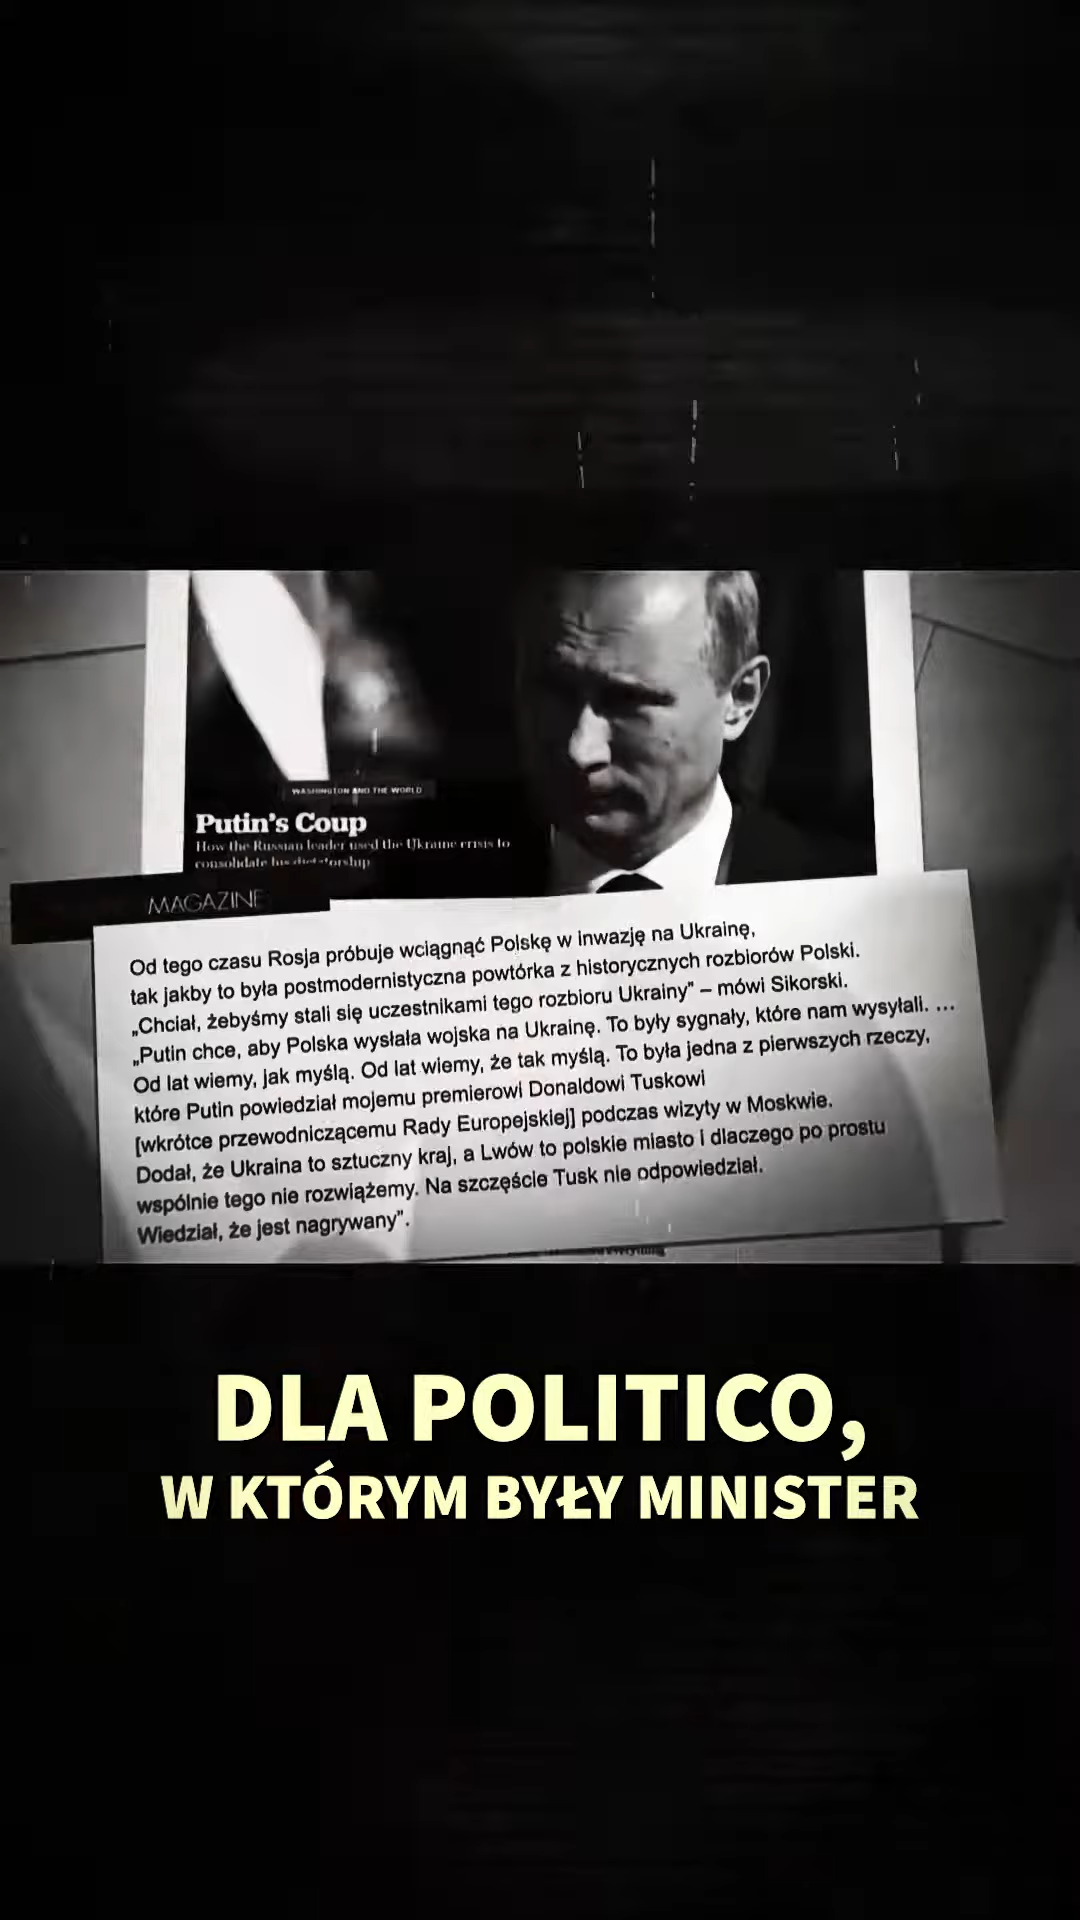 WASHINGTON AND THE WORLD
Putin's Coup
How the Russian leader used the Ukraine crisis to
consolidate his dictatorship
MAGAZINE
Od tego czasu Rosja próbuje wciągnąć Polskę w inwazję na Ukrainę,
tak jakby to była postmodernistyczna powtórka z historycznych rozbiorów Polski.
„Chciał, żebyśmy stali się uczestnikami tego rozbioru Ukrainy" – mówi Sikorski.
„Putin chce, aby Polska wysłała wojska na Ukrainę. To były sygnały, które nam wysyłali. ...
Od lat wiemy, jak myślą. Od lat wiemy, że tak myślą. To była jedna z pierwszych rzeczy,
które Putin powiedział mojemu premierowi Donaldowi Tuskowi
[wkrótce przewodniczącemu Rady Europejskiej] podczas wizyty w Moskwie.
Dodał, że Ukraina to sztuczny kraj, a Lwów to polskie miasto i dlaczego po prostu
wspólnie tego nie rozwiążemy. Na szczęście Tusk nie odpowiedział.
Wiedział, że jest nagrywany".
DLA POLITICO,
W KTÓRYM BYŁY MINISTER